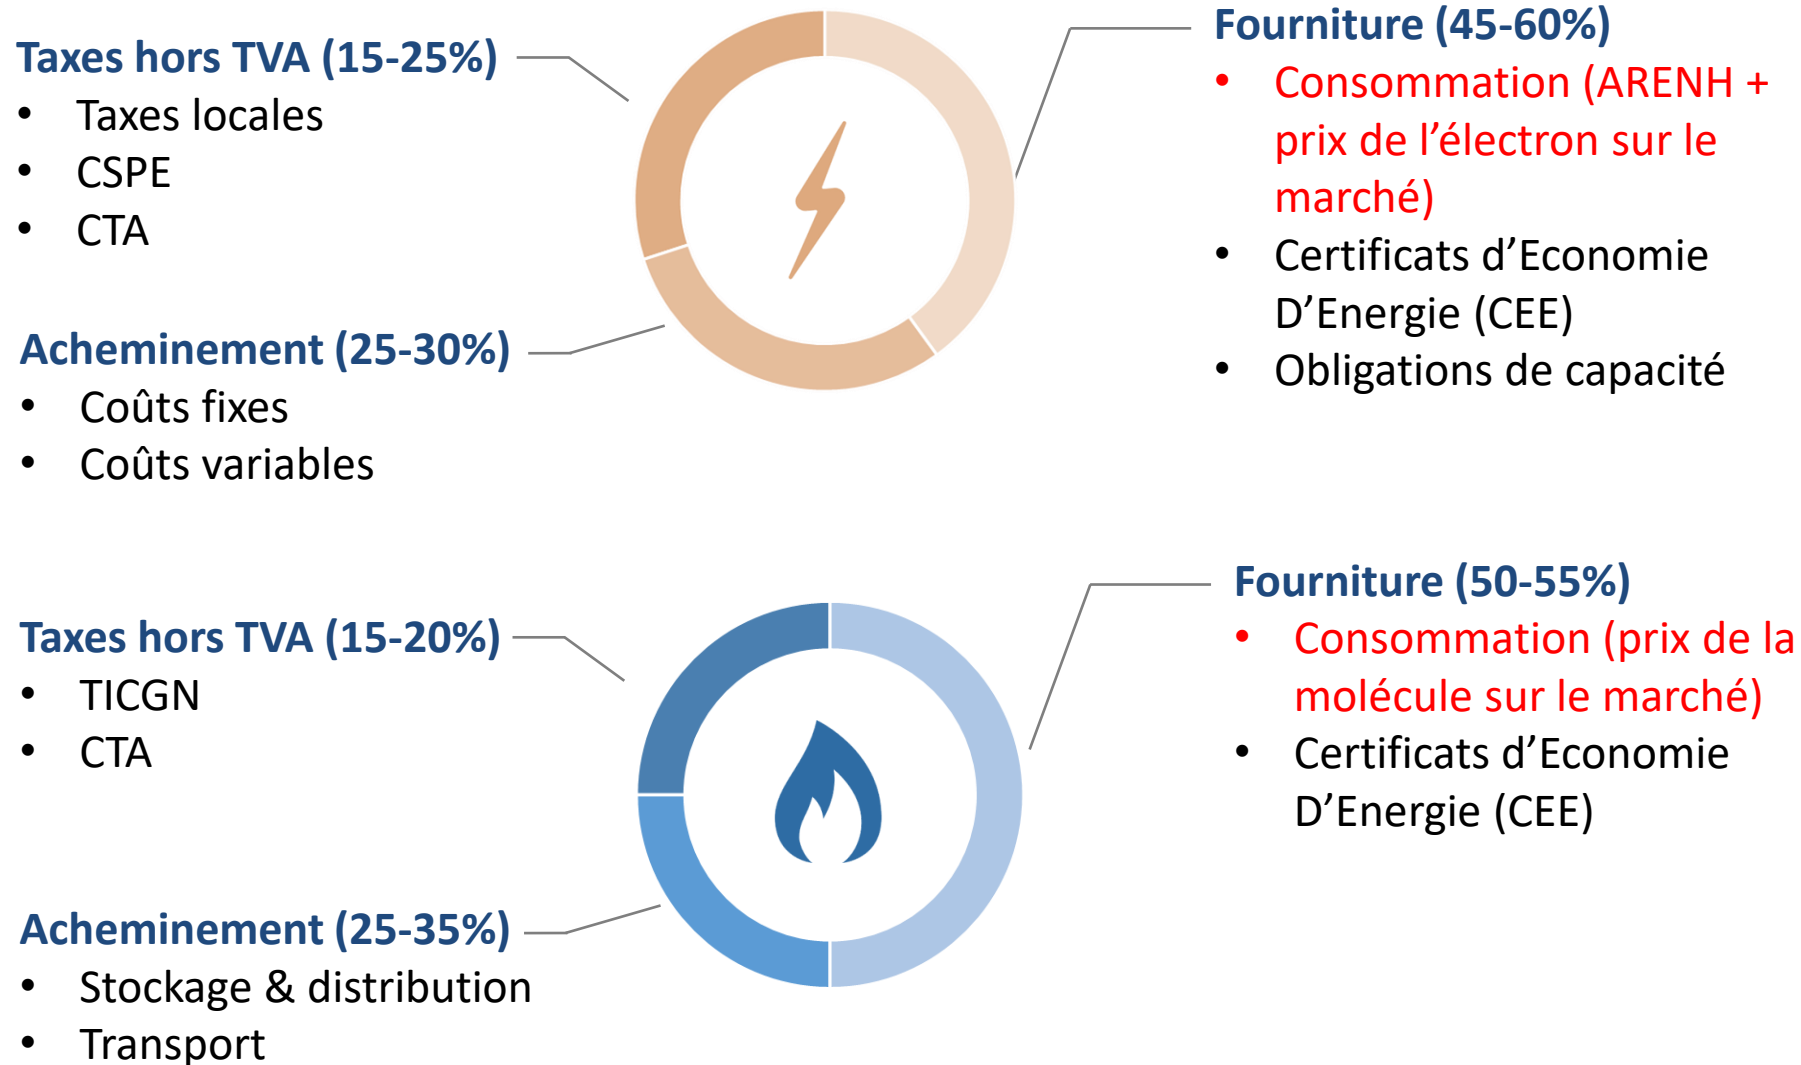 Taxes hors TVA (15-25%)
• Taxes locales
• CSPE
• CTA
Acheminement (25-30%)
• Coûts fixes
• Coûts variables
Fourniture (45-60%)
• Consommation (ARENH +
prix de l’électron sur le
marché)
• Certificats d’Economie
D’Energie (CEE)
• Obligations de capacité
Taxes hors TVA (15-20%)
• TICGN
• CTA
Acheminement (25-35%)
• Stockage & distribution
• Transport
Fourniture (50-55%)
• Consommation (prix de la
molécule sur le marché)
• Certificats d’Economie
D’Energie (CEE)